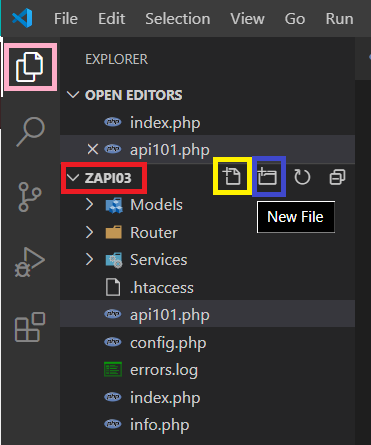 File Edit Selection View Go Run
EXPLORER
OPEN EDITORS
index.php
api101.php
ZAPI03
Models
New File
Router
Services
.htaccess
api101.php
config.php
errors.log
index.php
info.php